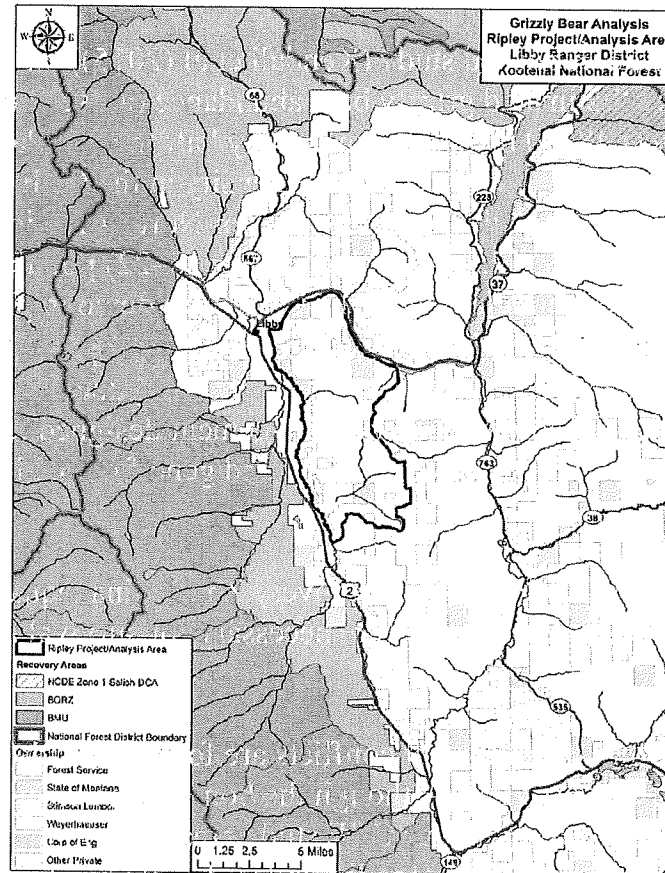 Grizzly Bear Analysis
Ripley Project/Analysis Area
Libby Ranger District
Kootenai National Forest
N
W
E
S
68
567
228
37
Libby
763
38
2
535
149
Ripley Project/Analysis Area
Recovery Areas
NCDE Zone 1 Salish DCA
BORZ
BMU
National Forest District Boundary
Ownership
Forest Service
State of Montana
Stimson Lumber
Weyerhaeuser
Corp of Eng
Other Private
0 1.25 2.5 5 Miles